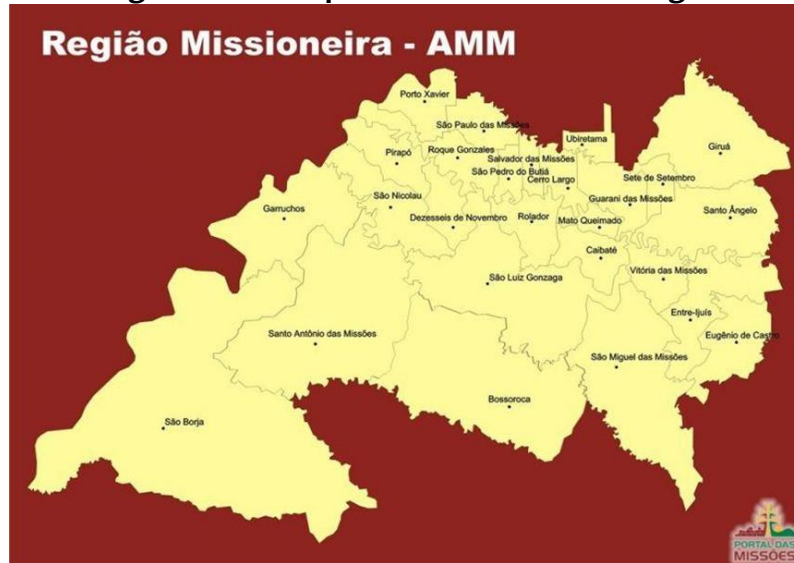 Região Missioneira - AMM
Porto Xavier
São Paulo das Missões
Ubiretama
Giruá
Pirapó
Roque Gonzales
Salvador das Missões
São Pedro do Butiá
Cerro Largo
Sete de Setembro
São Nicolau
Guarani das Missões
Garruchos
Dezesseis de Novembro
Rolador
Mato Queimado
Santo Ângelo
Caibaté
São Luiz Gonzaga
Vitória das Missões
Entre-Ijuís
Santo Antônio das Missões
Eugênio de Castro
São Miguel das Missões
Bossoroca
São Borja
PORTAL DAS
MISSÕES